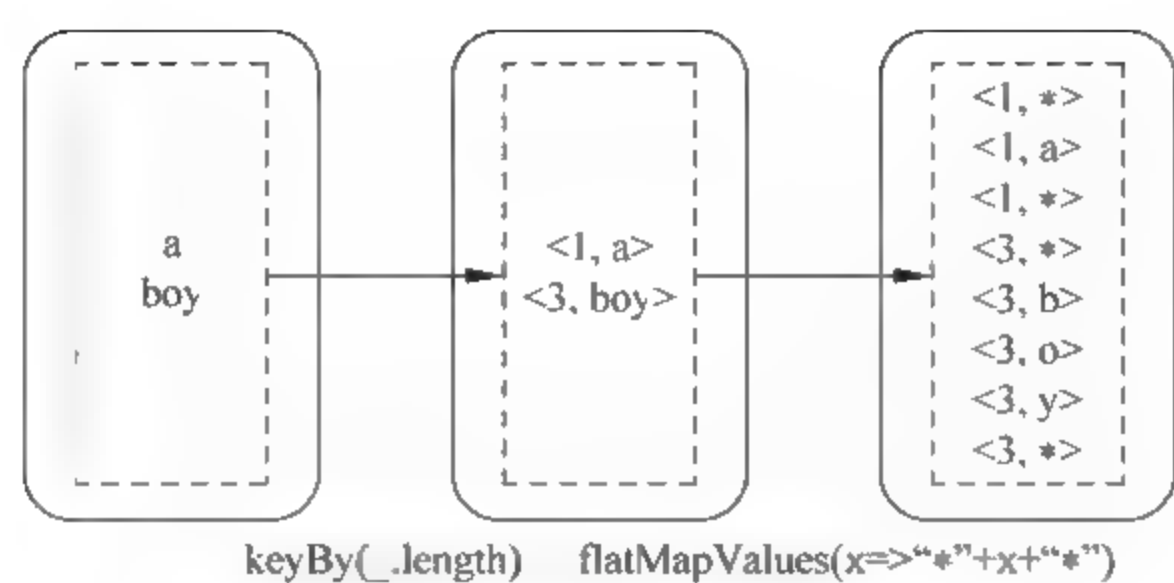 a
boy
<1, a>
<3, boy>
<1, *>
<1, a>
<1, *>
<3, *>
<3, b>
<3, o>
<3, y>
<3, *>
keyBy(_.length)
flatMapValues(x=>“*”+x+“*”)